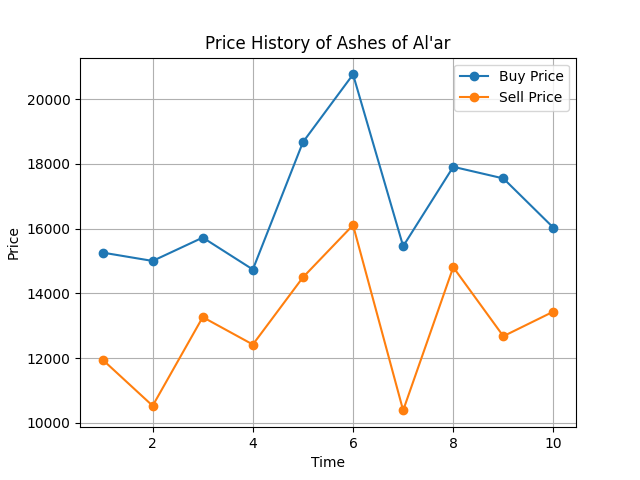 Price History of Ashes of Al'ar
Buy Price
Sell Price
20000
18000
16000
14000
12000
10000
Price
2 4 6 8 10
Time